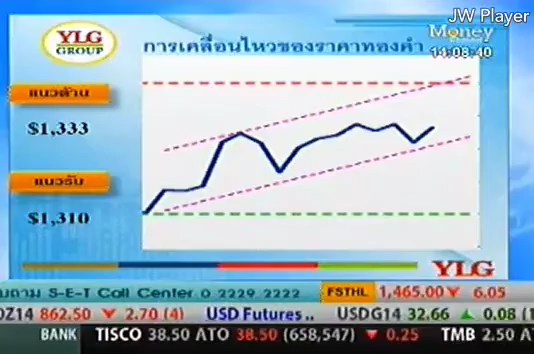 JW Player
YLG
GROUP
การเคลื่อนไหวของราคาทองคำ
Money
14:08:40
แนวต้าน
$1,333
แนวรับ
$1,310
YLG
บถาม S-E-T Call Center 0 2229 2222 FSTHL 1,465.00 ▼ 6.05
DZ14 862.50 ▼ 2.70 (4) USD Futures.. USDG14 32.66 ▲ 0.08 (1
BANK TISCO 38.50 ATO 38.50 (658,547) ▼ 0.25 TMB 2.50 A